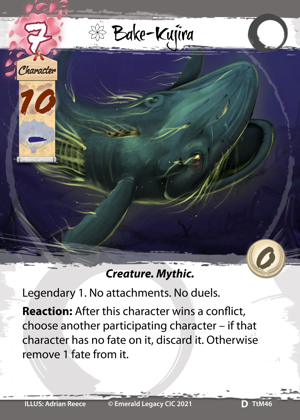 7
Bake-Kujira
Character
10
0
Creature. Mythic.
Legendary 1. No attachments. No duels.
Reaction: After this character wins a conflict,
choose another participating character – if that
character has no fate on it, discard it. Otherwise
remove 1 fate from it.
ILLUS: Adrian Reece © Emerald Legacy CIC 2021 D TtM46